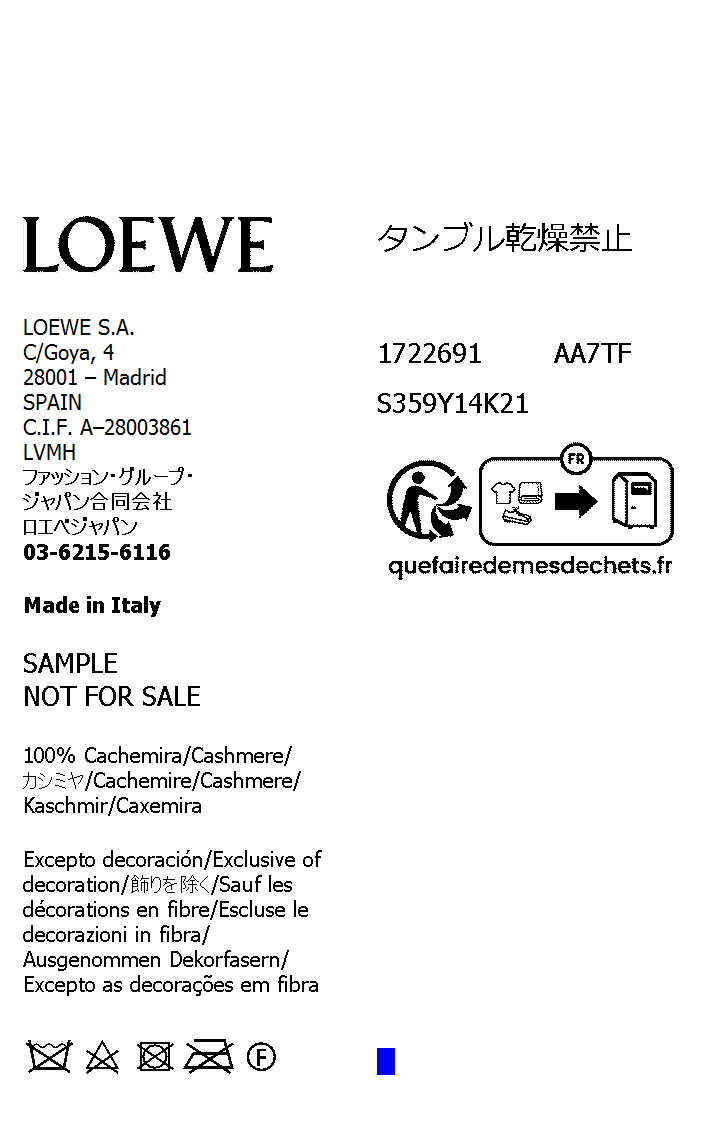 LOEWE
LOEWE S.A.
C/Goya, 4
28001 – Madrid
SPAIN
C.I.F. A–28003861
LVMH
ファッション・グループ・
ジャパン合同会社
ロエベジャパン
03-6215-6116
Made in Italy
SAMPLE
NOT FOR SALE
100% Cachemira/Cashmere/
カシミヤ/Cachemire/Cashmere/
Kaschmir/Caxemira
Excepto decoración/Exclusive of
decoration/飾りを除く/Sauf les
décorations en fibre/Escluse le
decorazioni in fibra/
Ausgenommen Dekorfasern/
Excepto as decorações em fibra
F
タンブル乾燥禁止
1722691 AA7TF
S359Y14K21
FR
quefairedemesdechets.fr